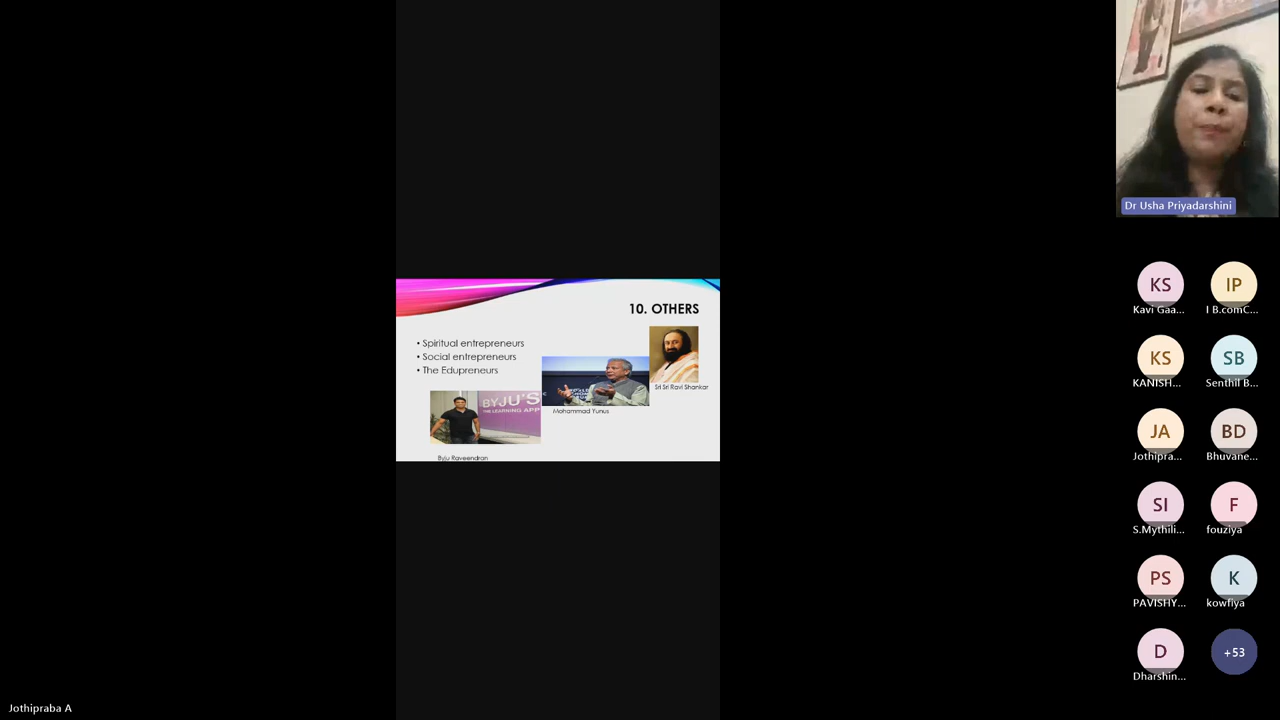 10. OTHERS
• Spiritual entrepreneurs
• Social entrepreneurs
• The Edupreneurs
Sri Sri Ravi Shankar
Mohammad Yunus
BYJU'S
THE LEARNING APP
Byju Raveendran
Dr Usha Priyadarshini
KS
IP
Kavi Gaa...
I B.comC...
KS
SB
KANISH...
Senthil B...
JA
BD
Jothipra...
Bhuvane...
SI
F
S.Mythili...
fouziya
PS
K
PAVISHY...
kowfiya
D
+53
Dharshin...
Jothipraba A